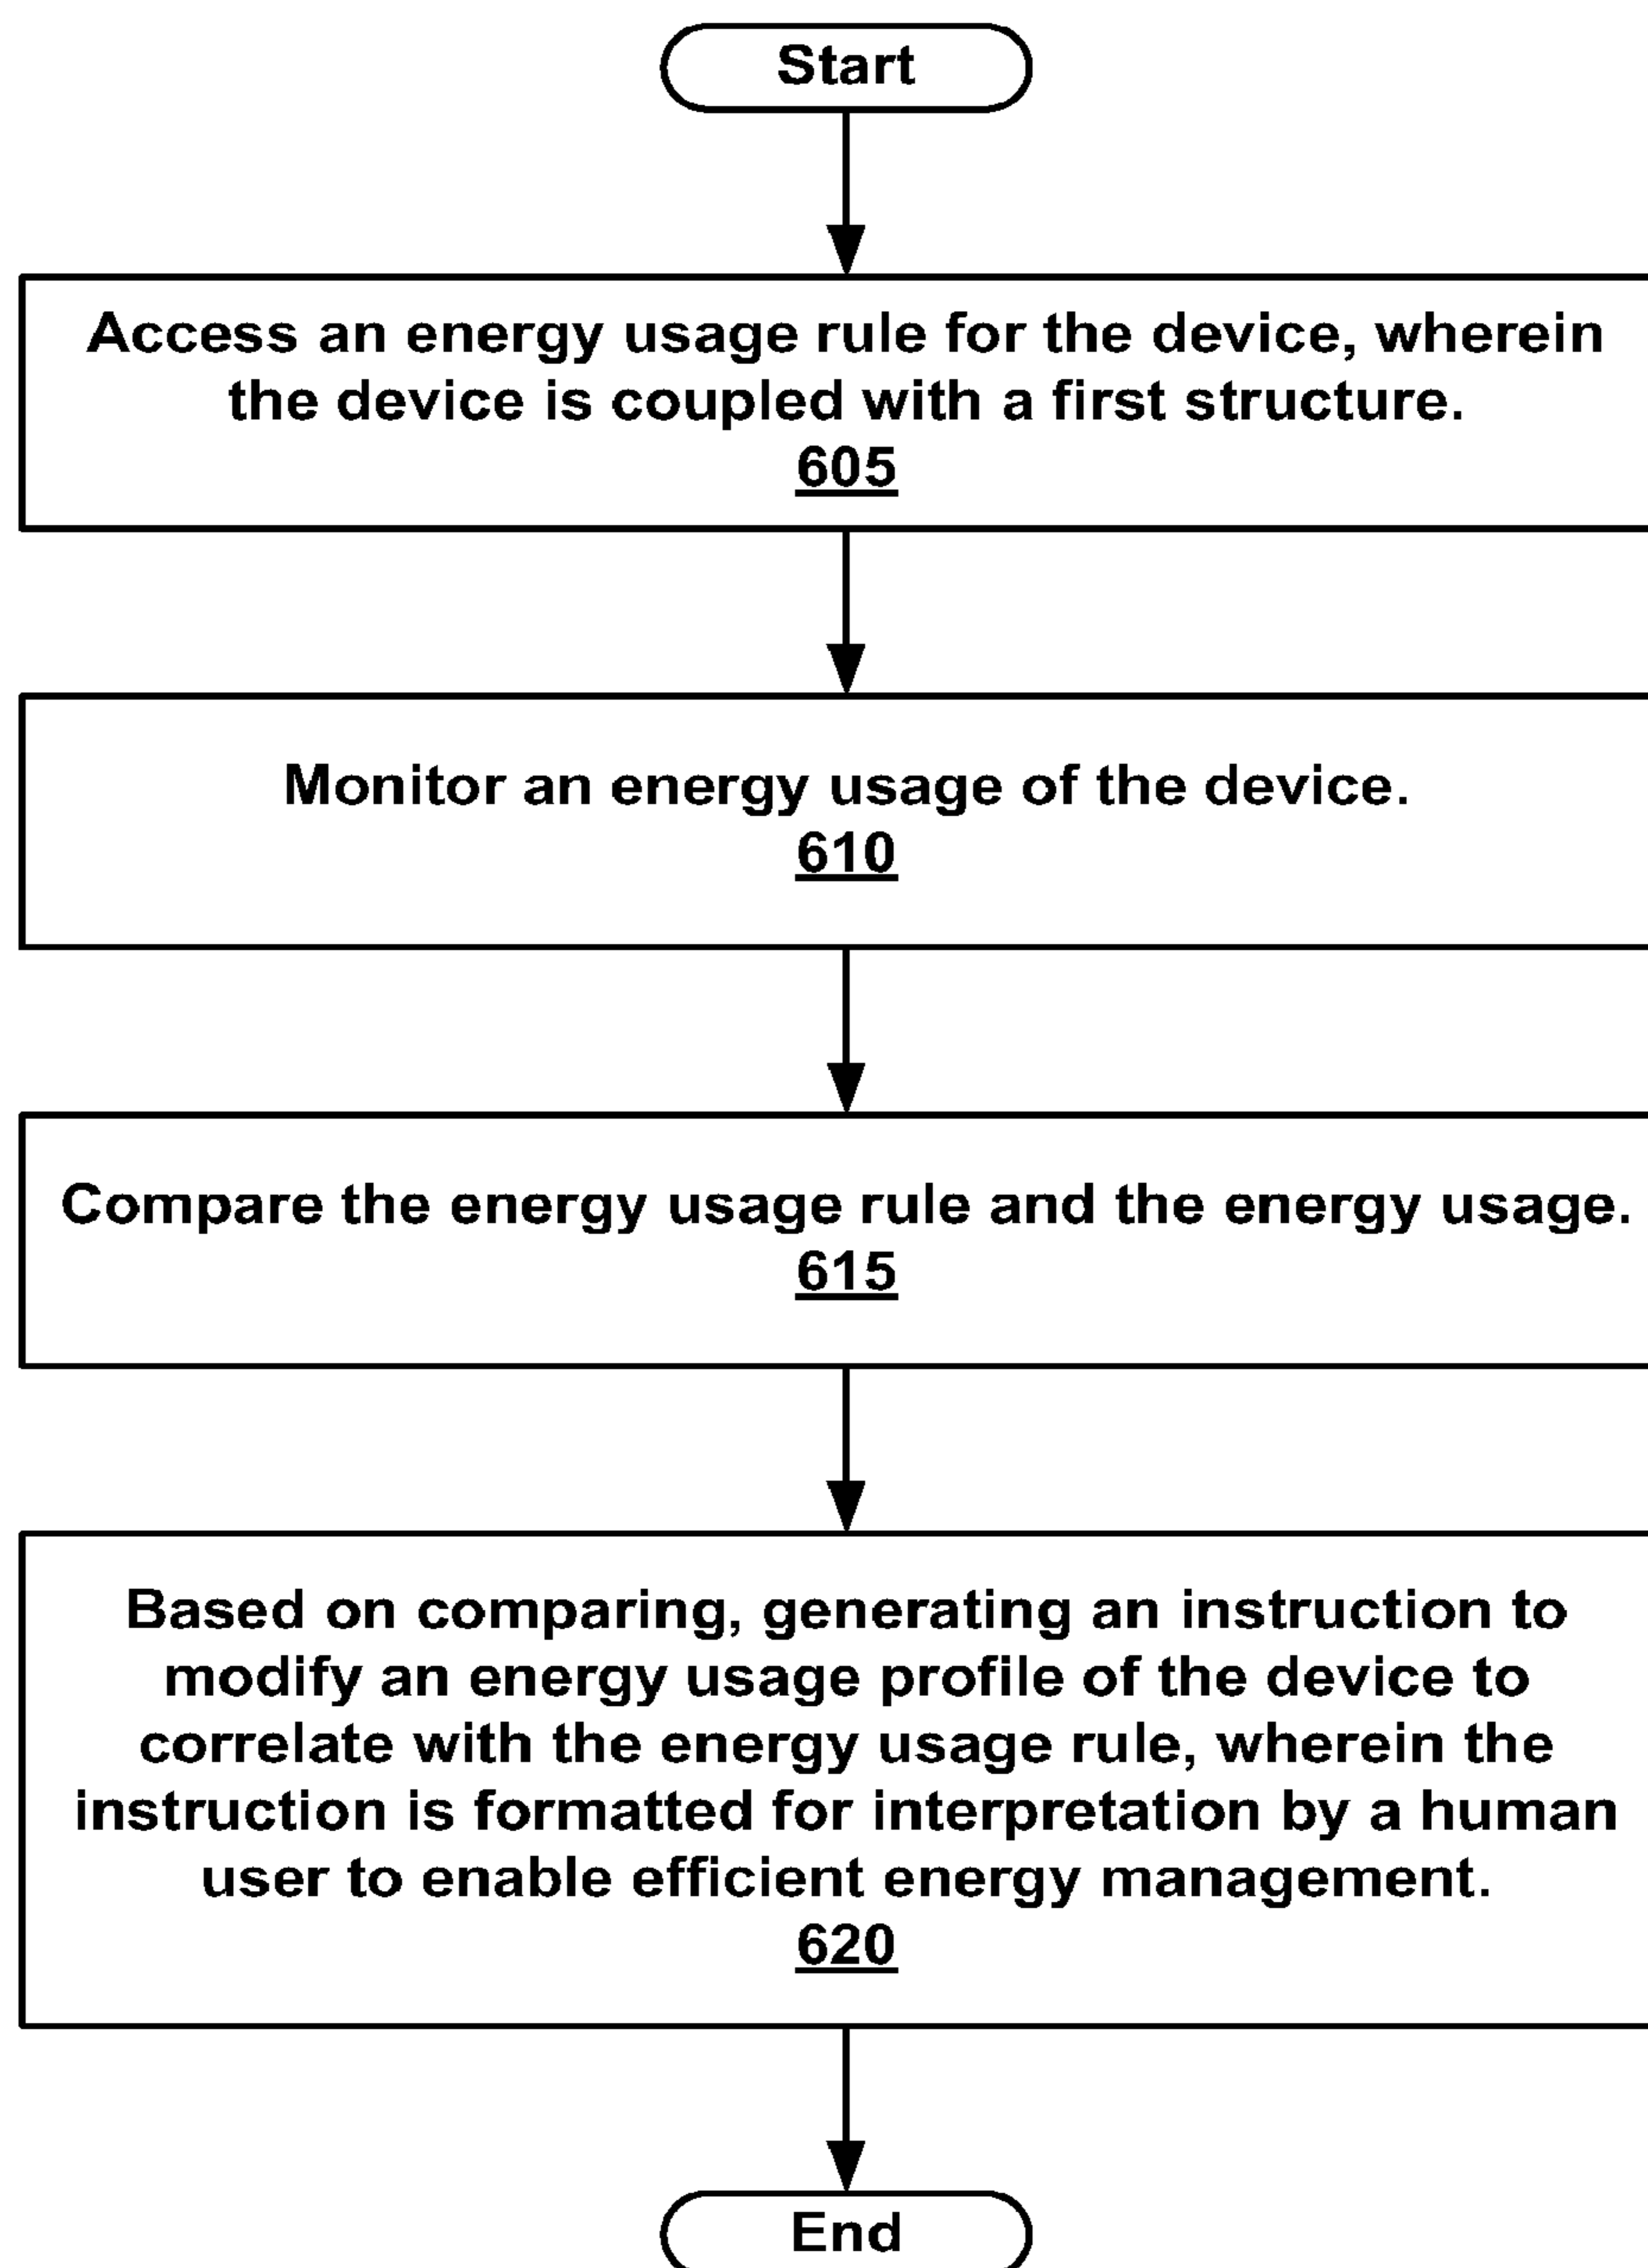 Start
Access an energy usage rule for the device, wherein
the device is coupled with a first structure.
605
Monitor an energy usage of the device.
610
Compare the energy usage rule and the energy usage.
615
Based on comparing, generating an instruction to
modify an energy usage profile of the device to
correlate with the energy usage rule, wherein the
instruction is formatted for interpretation by a human
user to enable efficient energy management.
620
End